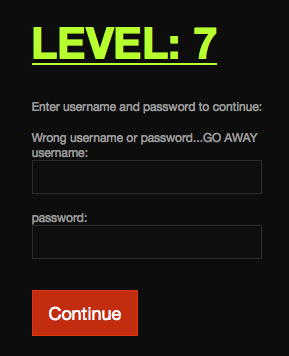 LEVEL: 7
Enter username and password to continue:
Wrong username or password...GO AWAY
username:
password:
Continue